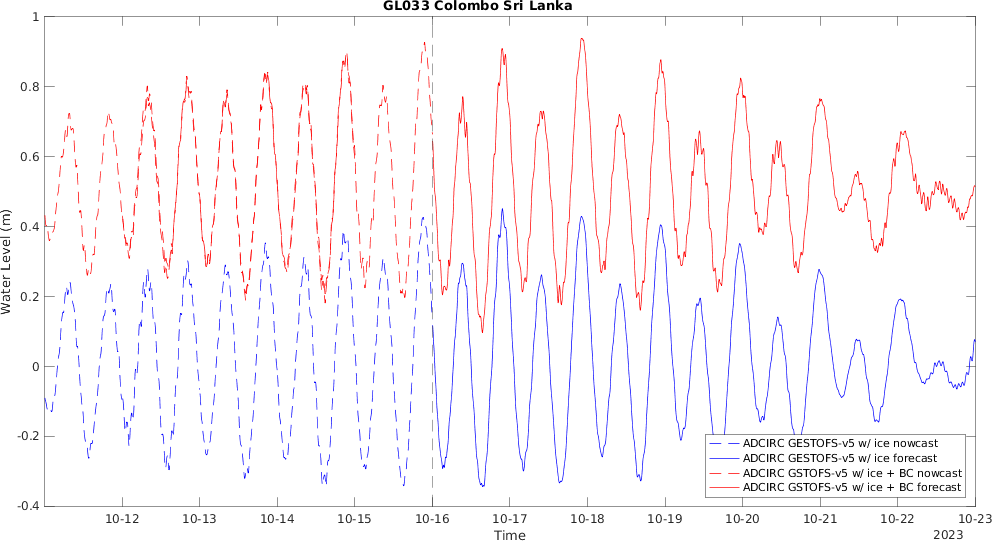 GL033 Colombo Sri Lanka
1
0.8
0.6
0.4
0.2
0
-0.2
-0.4
Water Level (m)
ADCIRC GESTOFS-v5 w/ ice nowcast
ADCIRC GESTOFS-v5 w/ ice forecast
ADCIRC GSTOFS-v5 w/ ice + BC nowcast
ADCIRC GSTOFS-v5 w/ ice + BC forecast
10-12 10-13 10-14 10-15 10-16 10-17 10-18 10-19 10-20 10-21 10-22 10-23
Time
2023